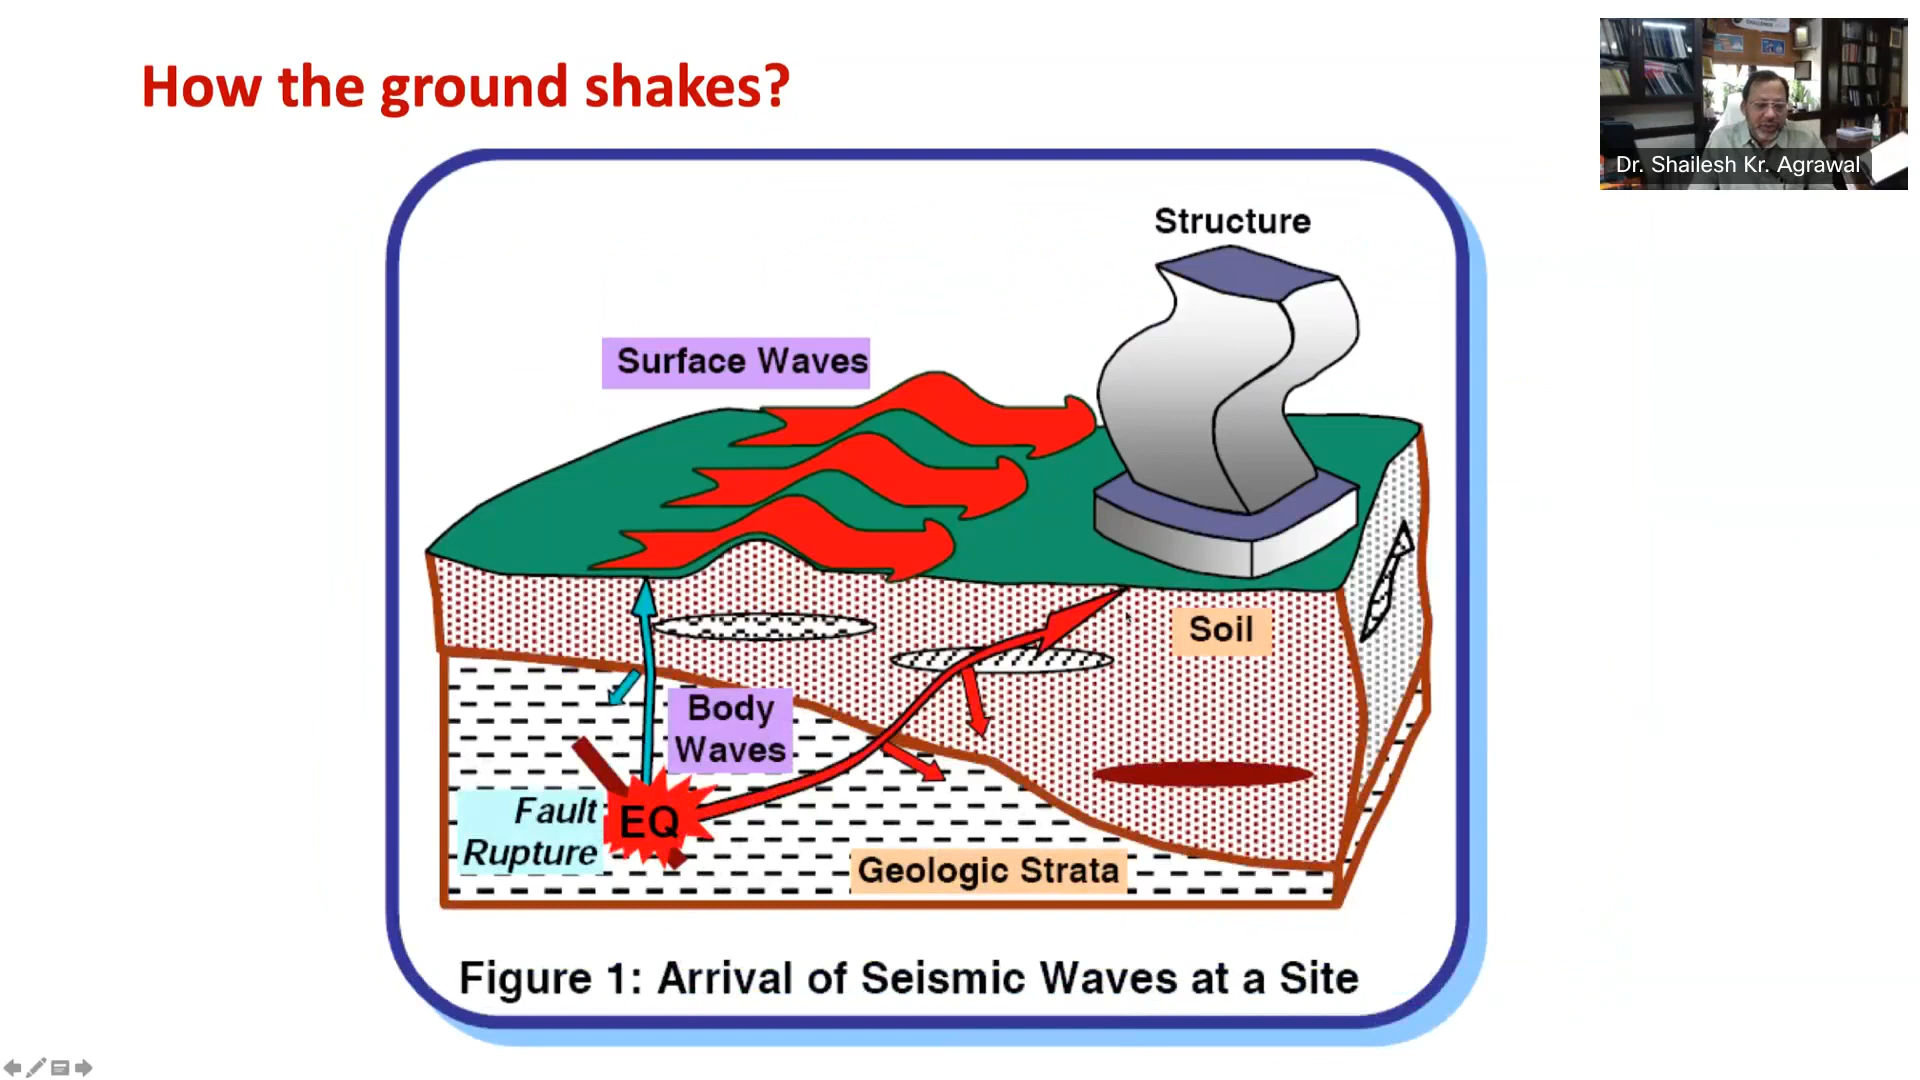 How the ground shakes?
CHALLENGE
Dr. Shailesh Kr. Agrawal
Structure
Surface Waves
Soil
Body
Waves
Fault
Rupture
EQ
Geologic Strata
Figure 1: Arrival of Seismic Waves at a Site